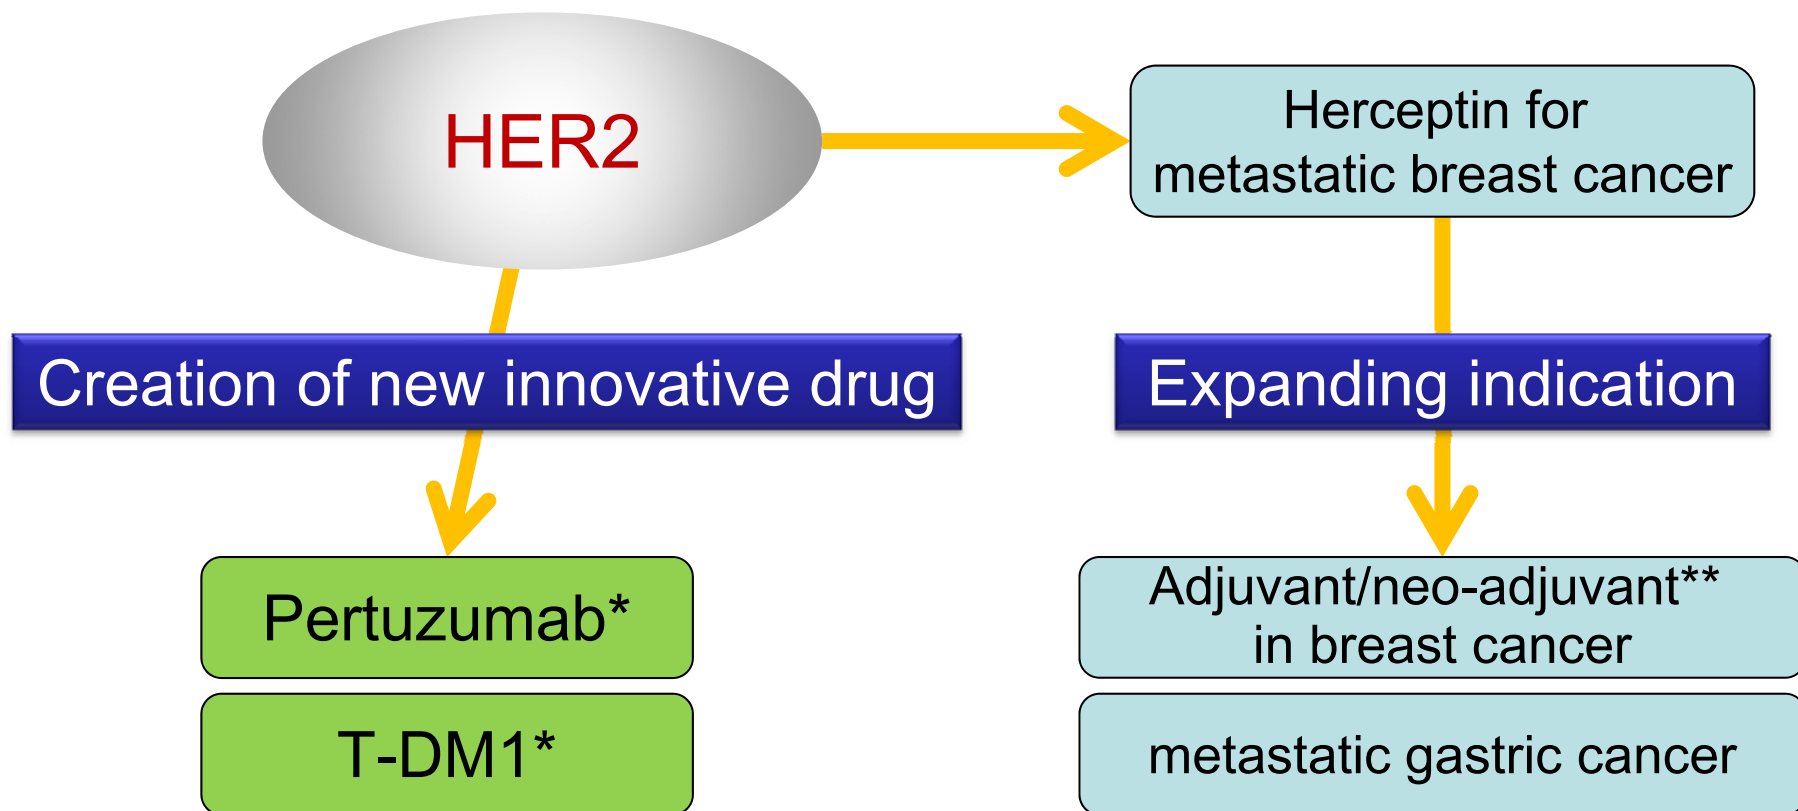 HER2
Herceptin for
metastatic breast cancer
Creation of new innovative drug
Expanding indication
Pertuzumab*
T-DM1*
Adjuvant/neo-adjuvant**
in breast cancer
metastatic gastric cancer